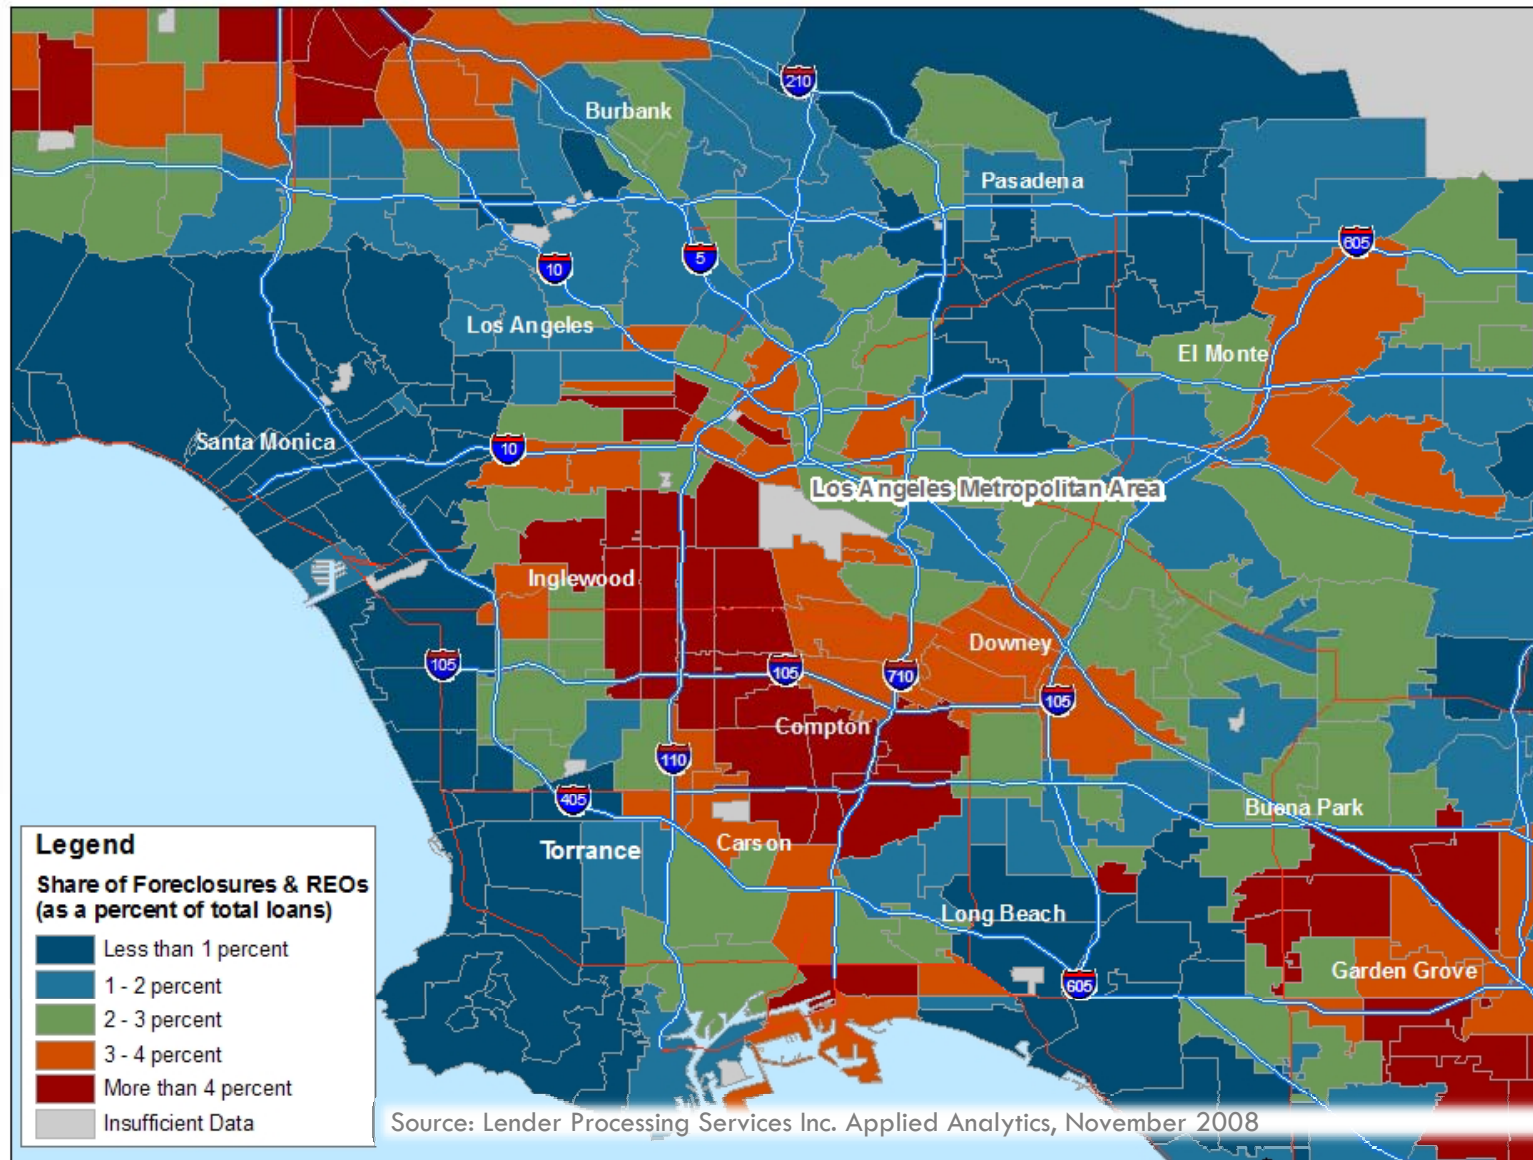 210
Burbank
Pasadena
605
10
5
Los Angeles
El Monte
Santa Monica
10
Los Angeles Metropolitan Area
Inglewood
Downey
105
105
710
105
Compton
110
405
Buena Park
Torrance
Carson
Long Beach
Garden Grove
605
Legend
Share of Foreclosures & REOs
(as a percent of total loans)
Less than 1 percent
1 - 2 percent
2 - 3 percent
3 - 4 percent
More than 4 percent
Insufficient Data
Source: Lender Processing Services Inc. Applied Analytics, November 2008